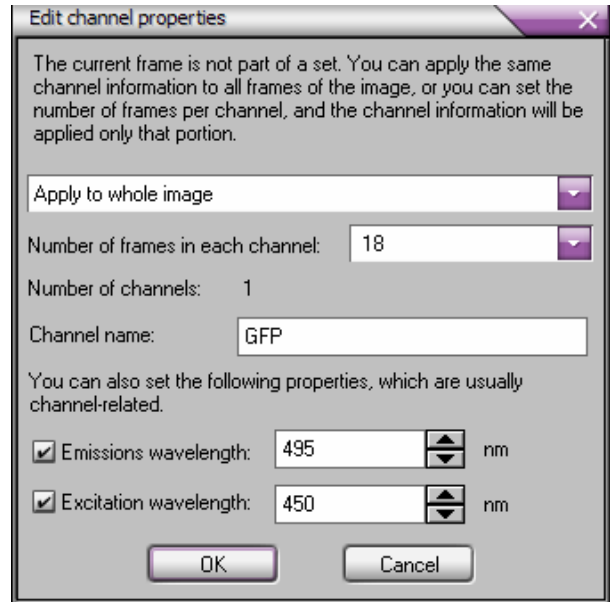 Edit channel properties
The current frame is not part of a set. You can apply the same
channel information to all frames of the image, or you can set the
number of frames per channel, and the channel information will be
applied only that portion.
Apply to whole image
Number of frames in each channel: 18
Number of channels: 1
Channel name: GFP
You can also set the following properties, which are usually
channel-related.
Emissions wavelength: 495 nm
Excitation wavelength: 450 nm
OK Cancel